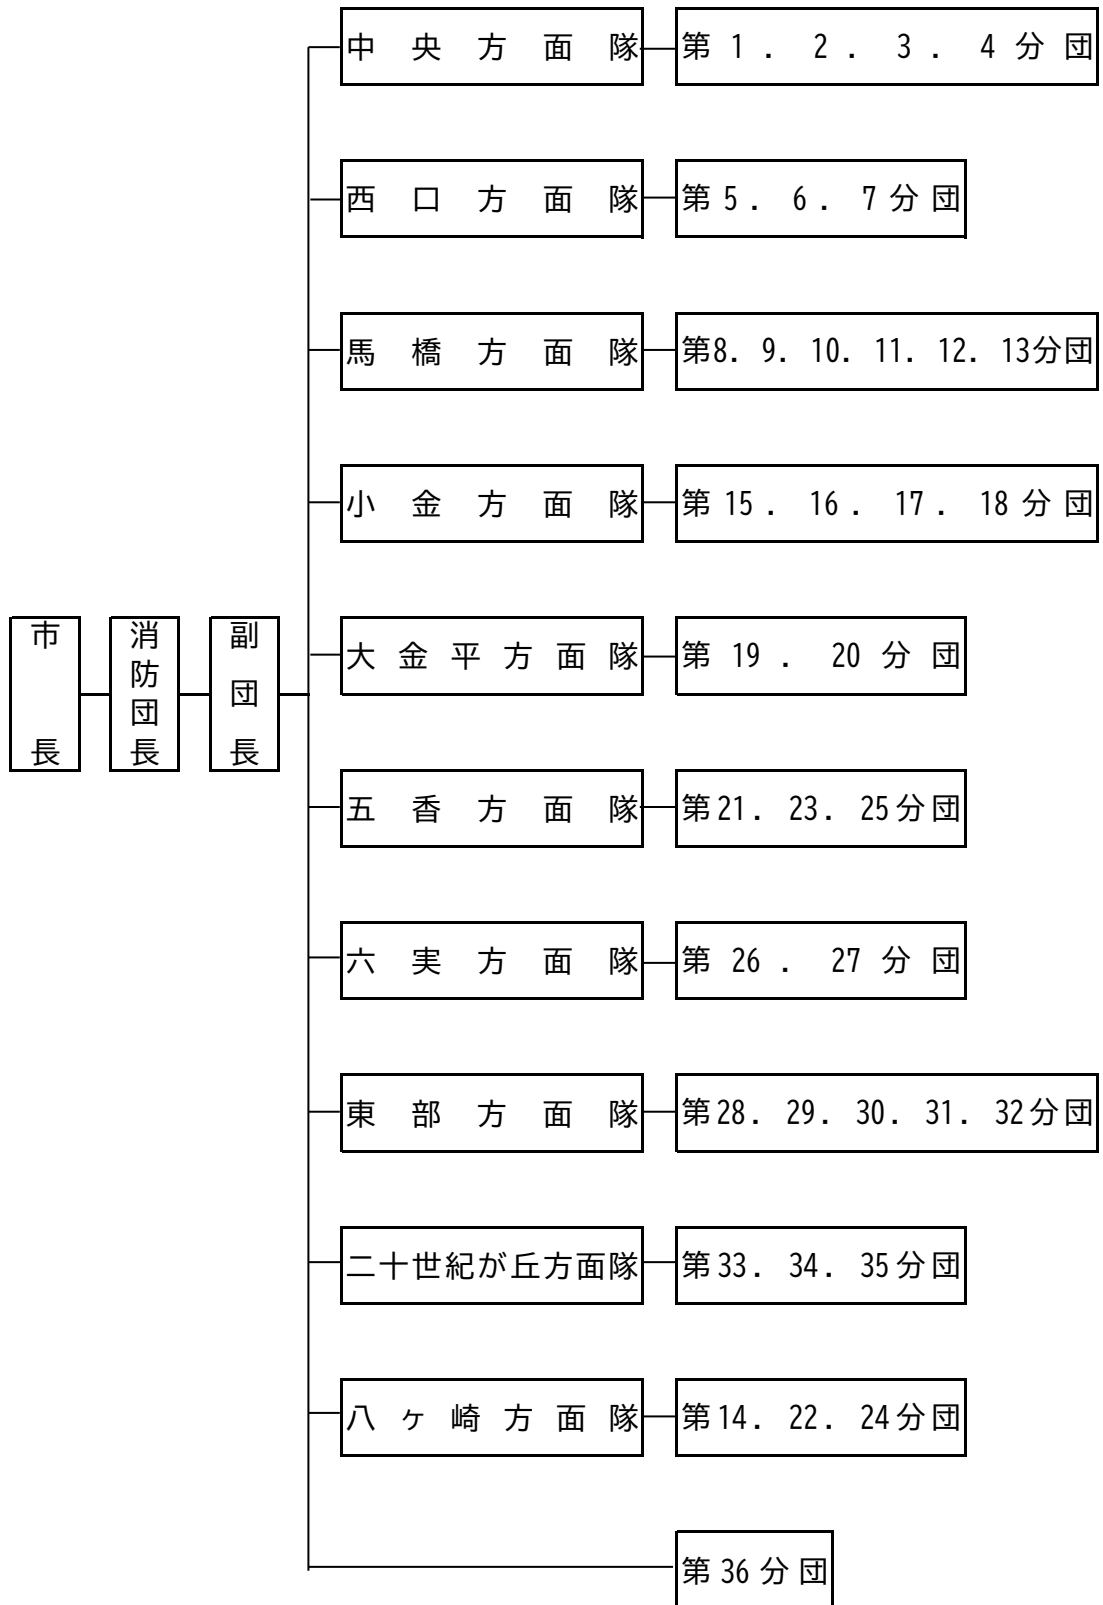 中央方面隊 第1．2．3．4分団
西口方面隊 第5．6．7分団
馬橋方面隊 第8．9．10．11．12．13分団
小金方面隊 第15．16．17．18分団
市長 消防団長 副団長
大金平方面隊 第19．20分団
五香方面隊 第21．23．25分団
六実方面隊 第26．27分団
東部方面隊 第28．29．30．31．32分団
二十世紀が丘方面隊 第33．34．35分団
八ヶ崎方面隊 第14．22．24分団
第36分団